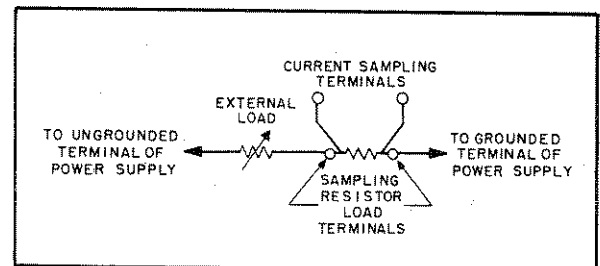 CURRENT SAMPLING
TERMINALS
EXTERNAL
LOAD
TO UNGROUNDED
TERMINAL OF
POWER SUPPLY
TO GROUNDED
TERMINAL OF
POWER SUPPLY
SAMPLING
RESISTOR
LOAD
TERMINALS